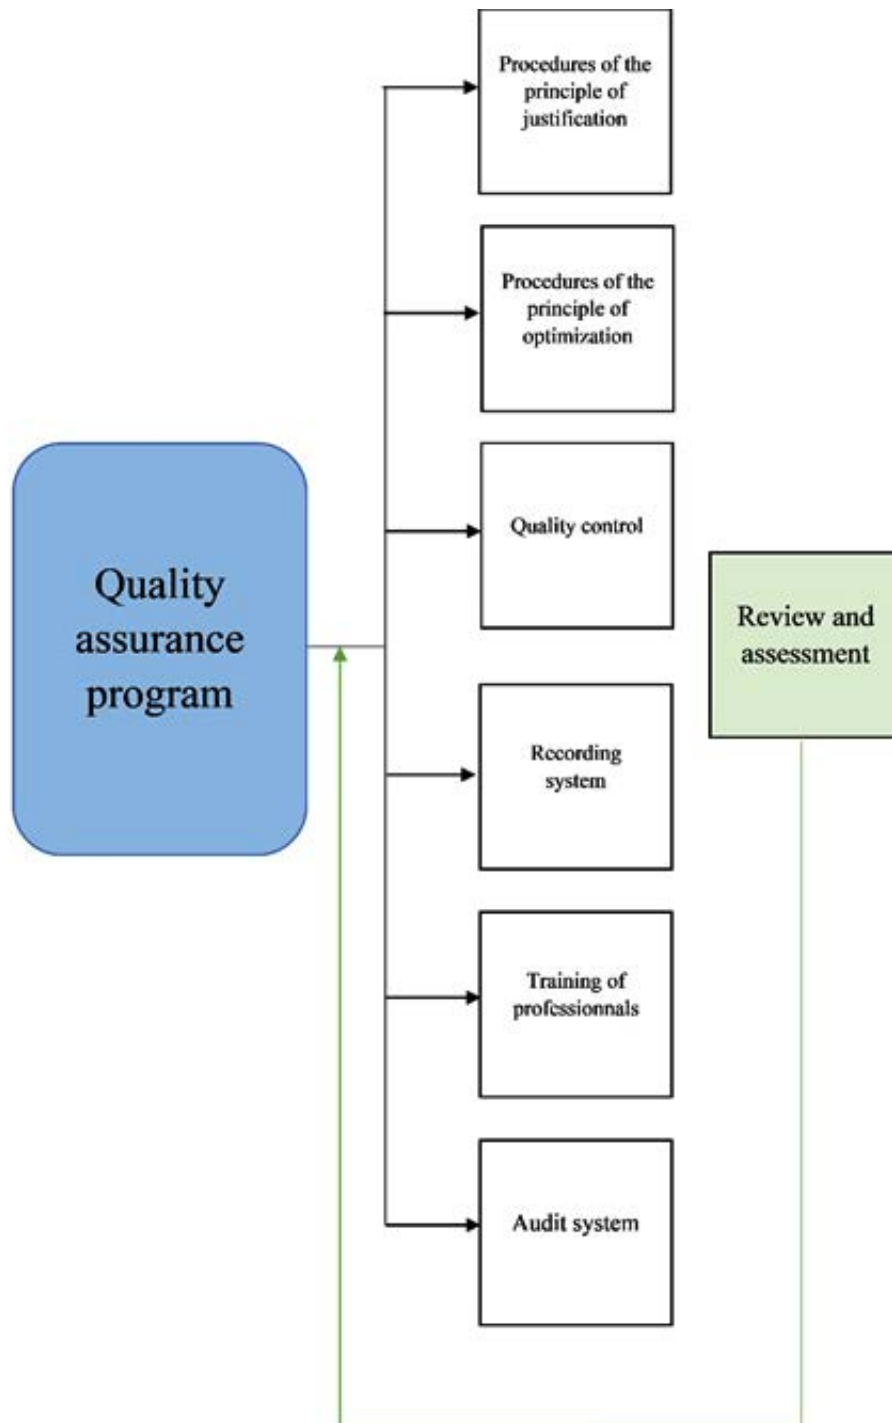 Procedures of the
principle of
justification
Procedures of the
principle of
optimization
Quality control
Quality
assurance
program
Review and
assessment
Recording
system
Training of
professionnals
Audit system